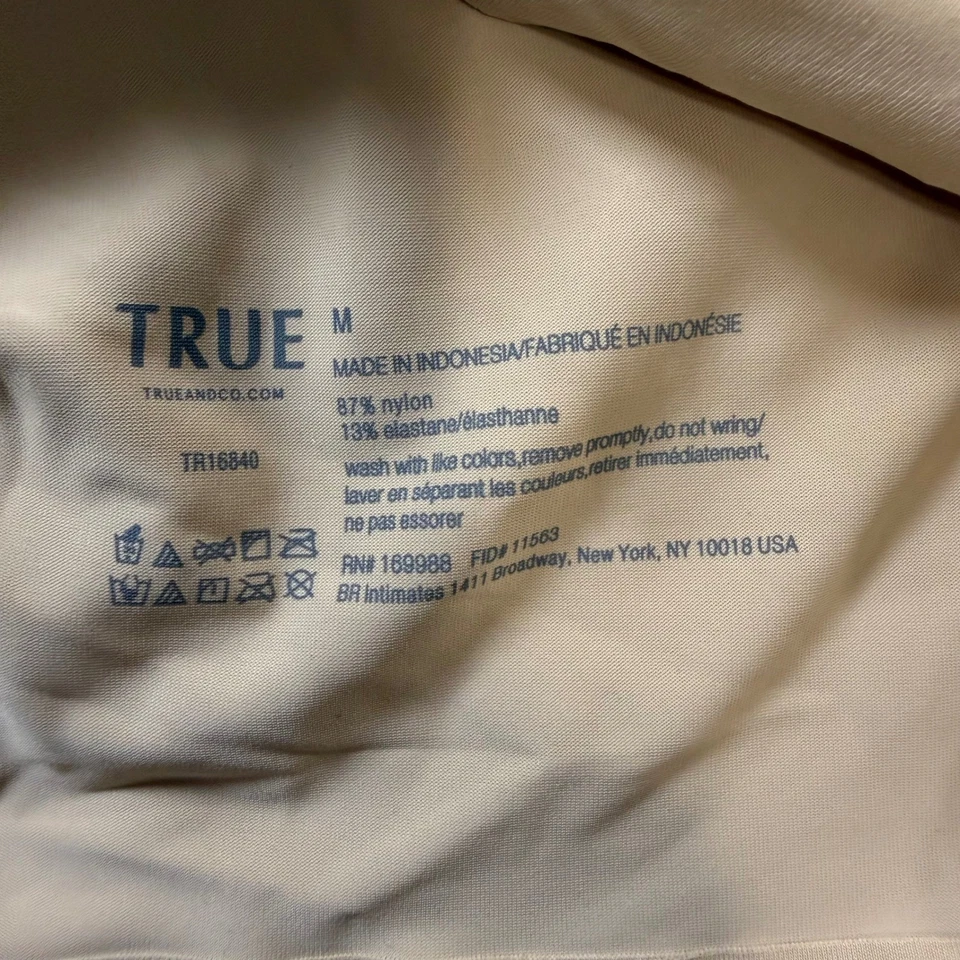 TRUE
TRUEANDCO.COM
TR16840
M
MADE IN INDONESIA/FABRIQUÉ EN INDONÉSIE
87% nylon
13% elastane/élasthanne
wash with like colors,remove promptly,do not wring/
laver en séparant les couleurs,retirer immédiatement,
ne pas essorer
RN# 169988 FID# 11563
BR Intimates 1411 Broadway, New York, NY 10018 USA